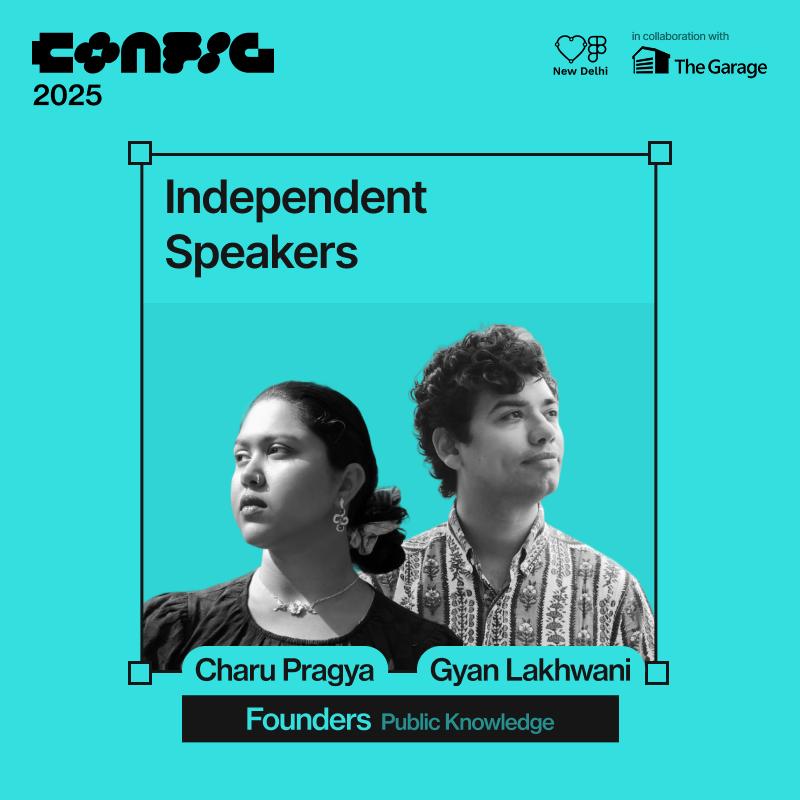 CONFIG
2025
New Delhi
in collaboration with
The Garage
Independent
Speakers
Charu Pragya
Gyan Lakhwani
Founders Public Knowledge